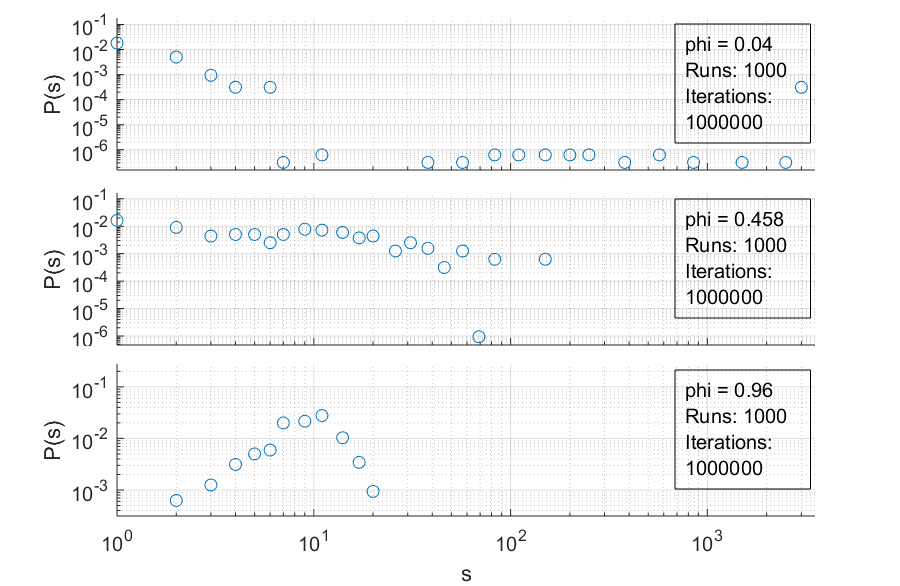 10^-1
10^-2
10^-3
10^-4
10^-5
10^-6
P(s)
phi = 0.04
Runs: 1000
Iterations:
1000000
10^-1
10^-2
10^-3
10^-4
10^-5
10^-6
P(s)
phi = 0.458
Runs: 1000
Iterations:
1000000
10^-1
10^-2
10^-3
P(s)
phi = 0.96
Runs: 1000
Iterations:
1000000
10^0 10^1 10^2 10^3
s